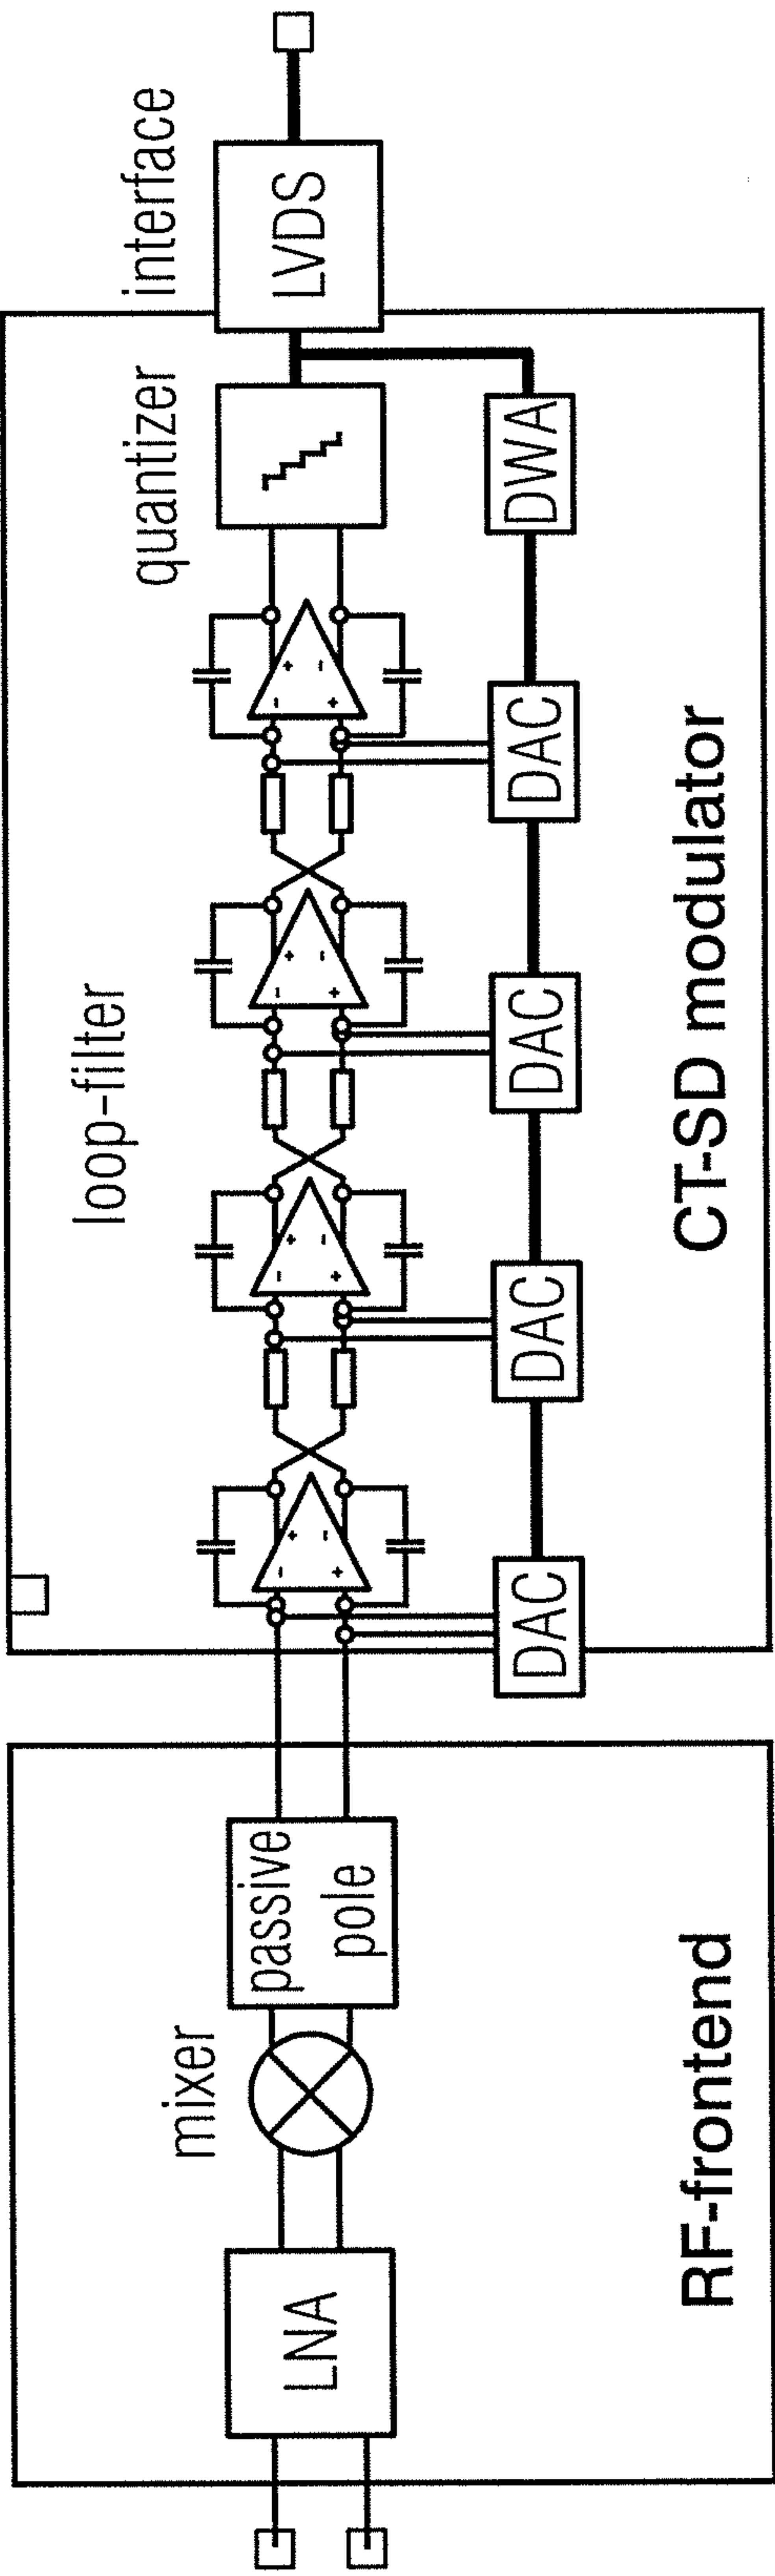 LNA
mixer
passive
pole
RF-frontend
loop-filter
DAC
DAC
DAC
DAC
DWA
quantizer
interface
LVDS
CT-SD modulator